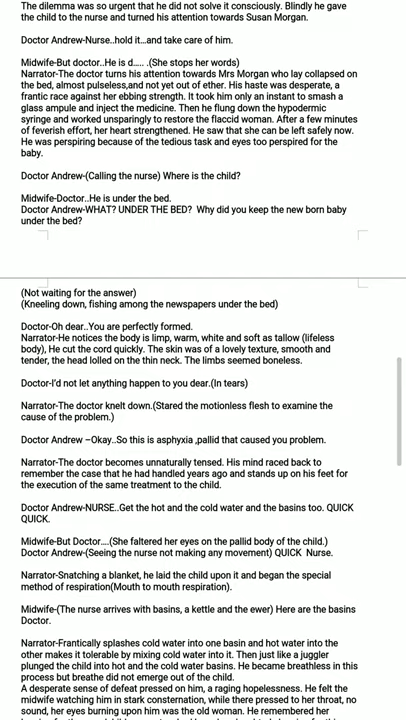 The dilemma was so urgent that he did not solve it consciously. Blindly he gave
the child to the nurse and turned his attention towards Susan Morgan.
Doctor Andrew-Nurse..hold it...and take care of him.
Midwife-But doctor..He is d..... .(She stops her words)
Narrator-The doctor turns his attention towards Mrs Morgan who lay collapsed on
the bed, almost pulseless,and not yet out of ether. His haste was desperate, a
frantic race against her ebbing strength. It took him only an instant to smash a
glass ampule and inject the medicine. Then he flung down the hypodermic
syringe and worked unsparingly to restore the flaccid woman. After a few minutes
of feverish effort, her heart strengthened. He saw that she can be left safely now.
He was perspiring because of the tedious task and eyes too perspired for the
baby.
Doctor Andrew-(Calling the nurse) Where is the child?
Midwife-Doctor..He is under the bed.
Doctor Andrew-WHAT? UNDER THE BED? Why did you keep the new born baby
under the bed?
(Not waiting for the answer)
(Kneeling down, fishing among the newspapers under the bed)
Doctor-Oh dear..You are perfectly formed.
Narrator-He notices the body is limp, warm, white and soft as tallow (lifeless
body), He cut the cord quickly. The skin was of a lovely texture, smooth and
tender, the head lolled on the thin neck. The limbs seemed boneless.
Doctor-I'd not let anything happen to you dear.(In tears)
Narrator-The doctor knelt down.(Stared the motionless flesh to examine the
cause of the problem.)
Doctor Andrew –Okay..So this is asphyxia ,pallid that caused you problem.
Narrator-The doctor becomes unnaturally tensed. His mind raced back to
remember the case that he had handled years ago and stands up on his feet for
the execution of the same treatment to the child.
Doctor Andrew-NURSE..Get the hot and the cold water and the basins too. QUICK
QUICK.
Midwife-But Doctor....(She faltered her eyes on the pallid body of the child.)
Doctor Andrew-(Seeing the nurse not making any movement) QUICK Nurse.
Narrator-Snatching a blanket, he laid the child upon it and began the special
method of respiration(Mouth to mouth respiration).
Midwife-(The nurse arrives with basins, a kettle and the ewer) Here are the basins
Doctor.
Narrator-Frantically splashes cold water into one basin and hot water into the
other makes it tolerable by mixing cold water into it. Then just like a juggler
plunged the child into hot and the cold water basins. He became breathless in this
process but breathe did not emerge out of the child.
A desperate sense of defeat pressed on him, a raging hopelessness. He felt the
midwife watching him in stark consternation, while there pressed to her throat, no
sound, her eyes burning upon him was the old woman. He remembered her